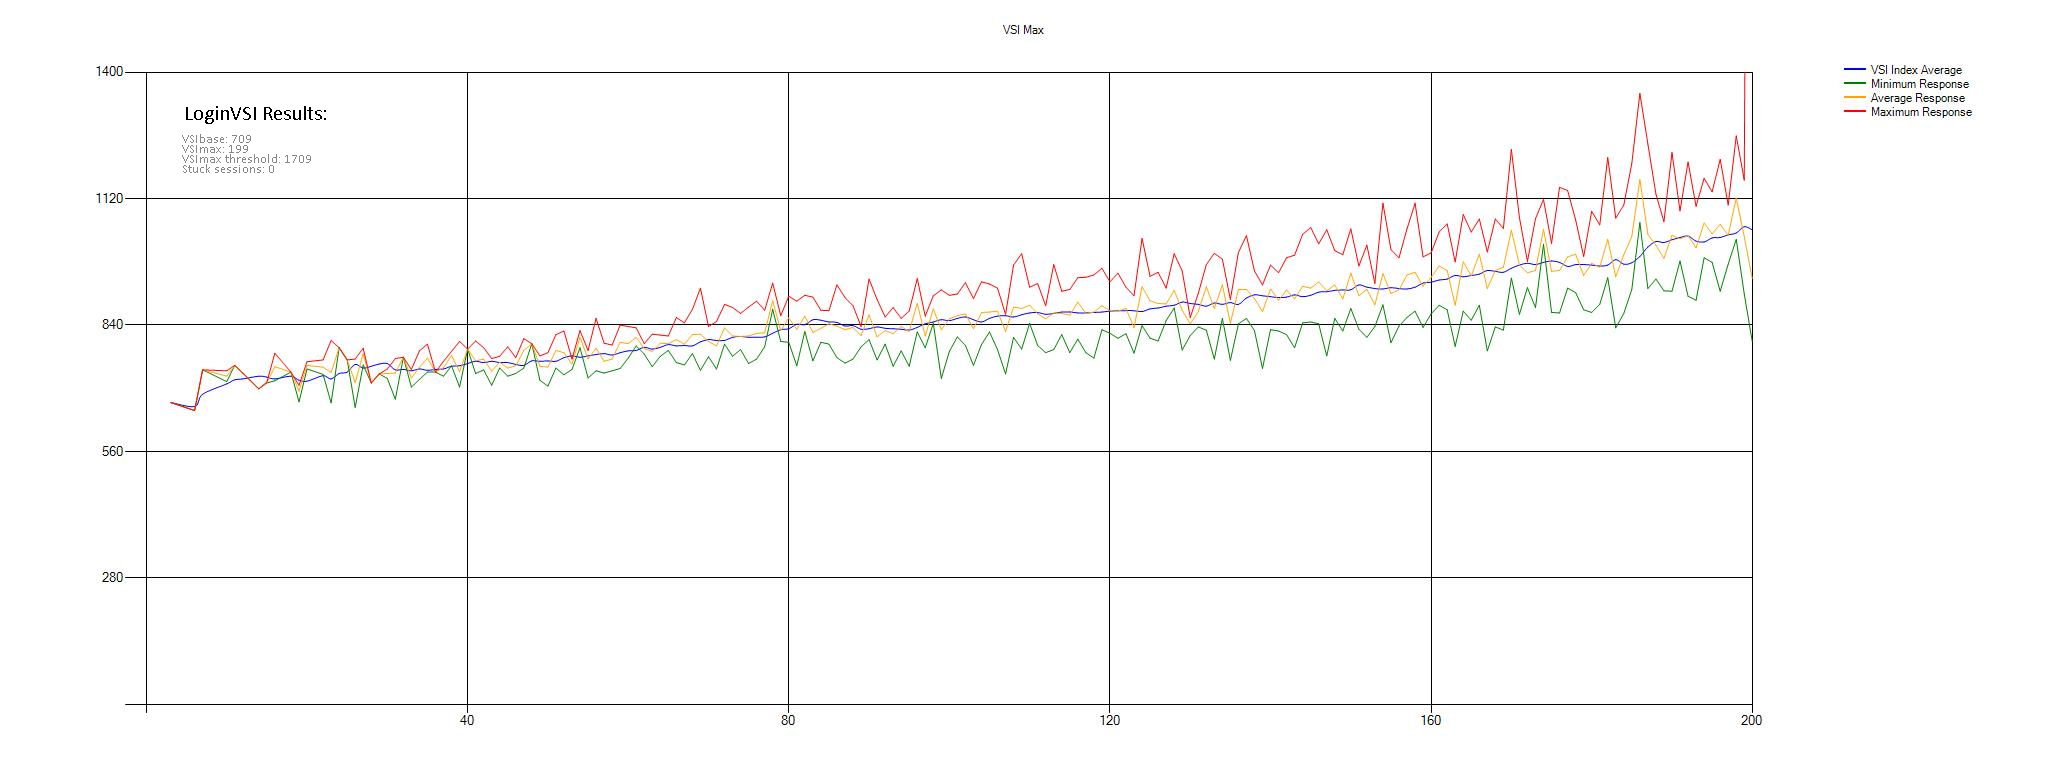 VSI Max
1400
1120
840
560
280
40
80
120
160
200
LoginVSI Results:
VSIbase: 709
VSImax: 199
VSImax threshold: 1709
Stuck sessions: 0
VSI Index Average
Minimum Response
Average Response
Maximum Response